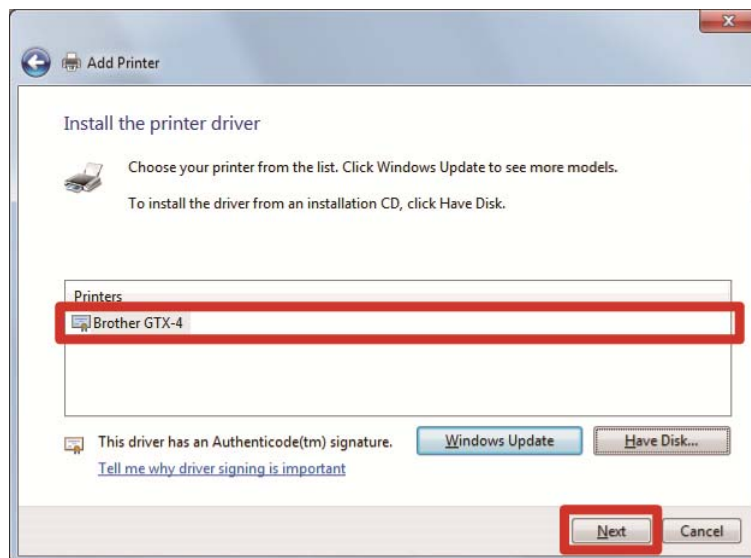 Add Printer
Install the printer driver
Choose your printer from the list. Click Windows Update to see more models.
To install the driver from an installation CD, click Have Disk.
Printers
Brother GTX-4
This driver has an Authenticode(tm) signature.
Windows Update
Have Disk...
Tell me why driver signing is important
Next
Cancel